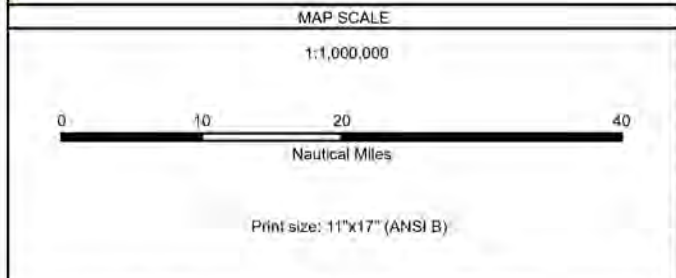 MAP SCALE
1:1,000,000
0 10 20 40
Nautical Miles
Print size: 11"x17" (ANSI B)